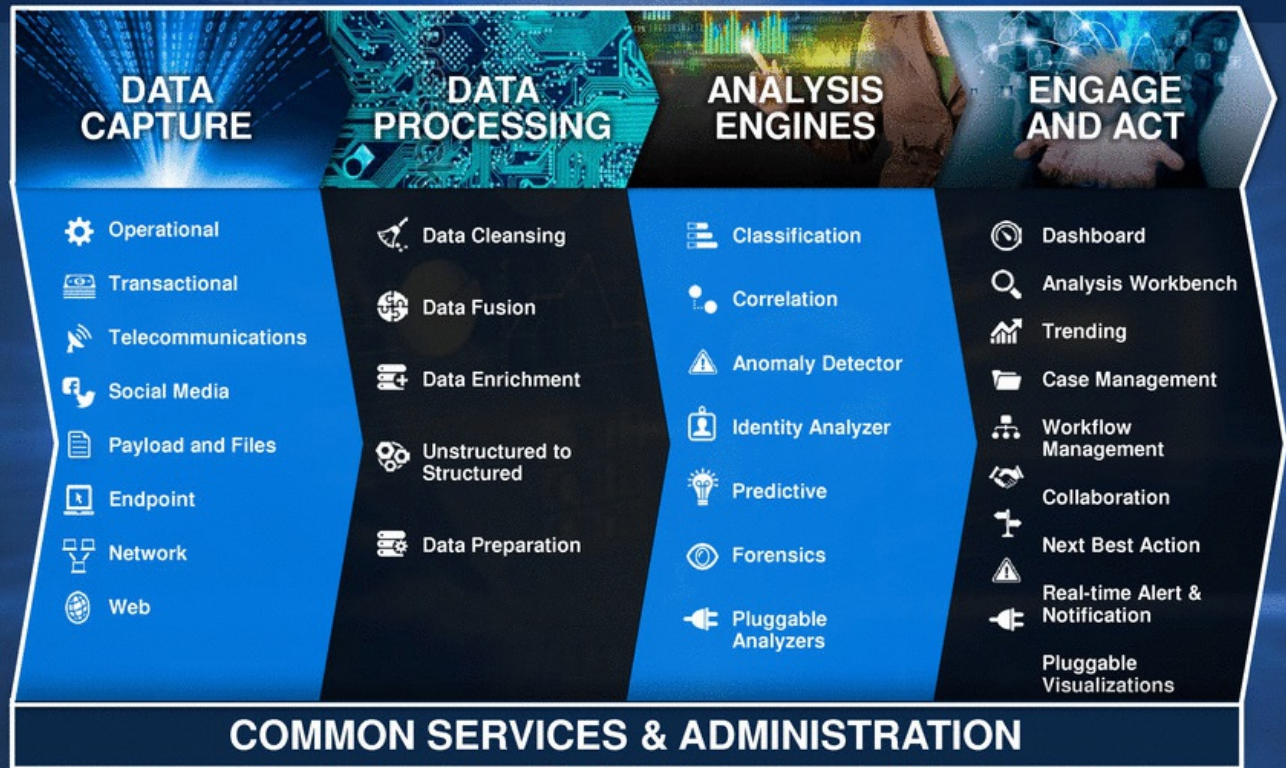 DATA
CAPTURE
DATA
PROCESSING
ANALYSIS
ENGINES
ENGAGE
AND ACT
Operational
Transactional
Telecommunications
Social Media
Payload and Files
Endpoint
Network
Web
Data Cleansing
Data Fusion
Data Enrichment
Unstructured to
Structured
Data Preparation
Classification
Correlation
Anomaly Detector
Identity Analyzer
Predictive
Forensics
Pluggable
Analyzers
Dashboard
Analysis Workbench
Trending
Case Management
Workflow
Management
Collaboration
Next Best Action
Real-time Alert &
Notification
Pluggable
Visualizations
COMMON SERVICES & ADMINISTRATION